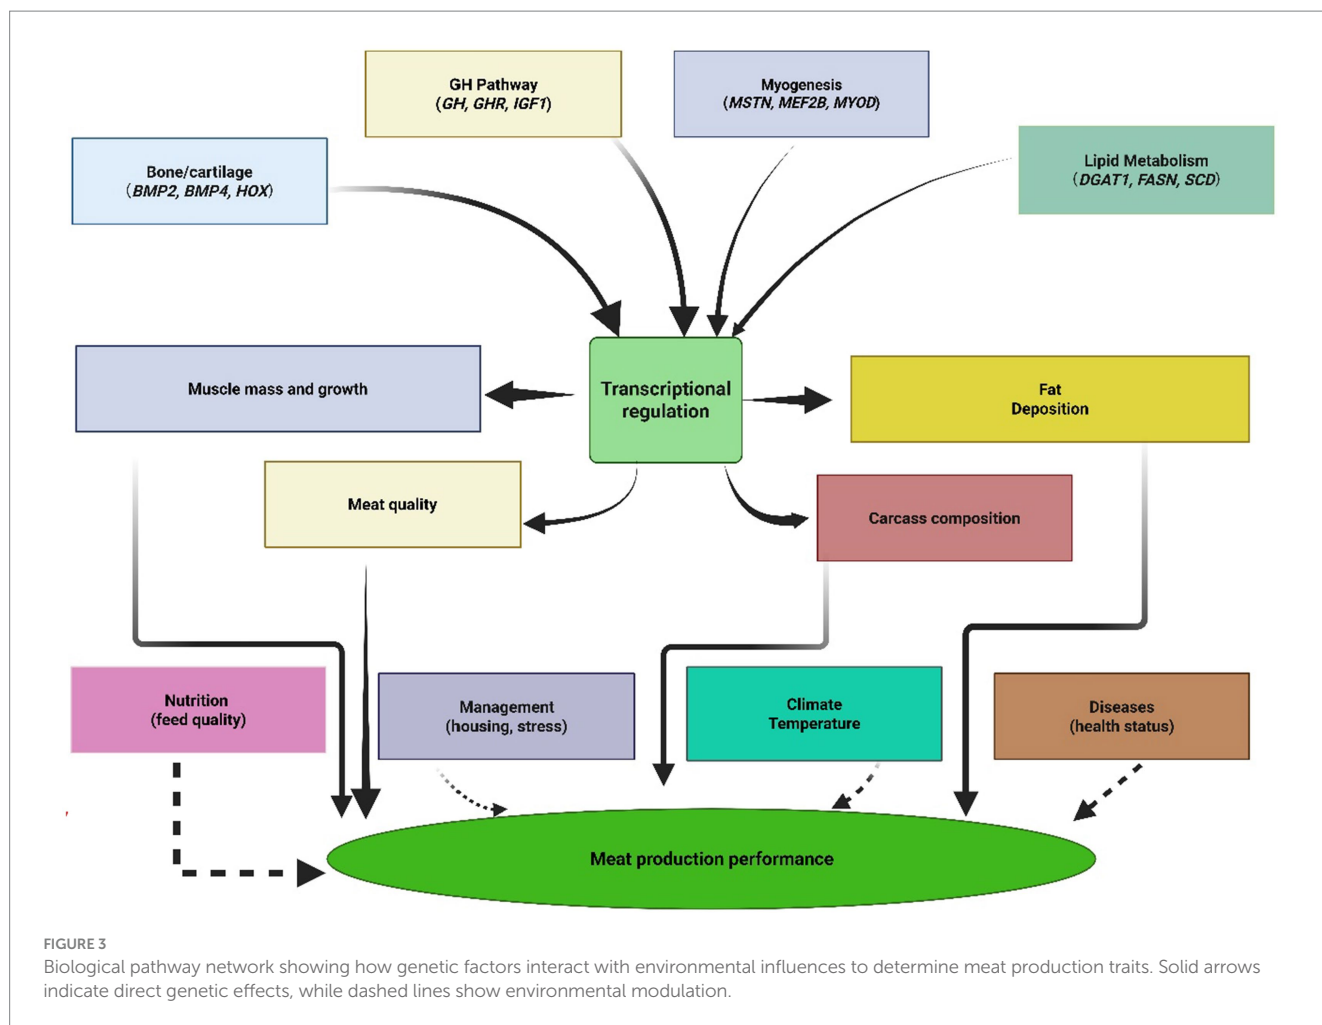 GH Pathway
(GH, GHR, IGF1)
Myogenesis
(MSTN, MEF2B, MYOD)
Bone/cartilage
(BMP2, BMP4, HOX)
Lipid Metabolism
(DGAT1, FASN, SCD)
Muscle mass and growth
Transcriptional
regulation
Fat
Deposition
Meat quality
Carcass composition
Nutrition
(feed quality)
Management
(housing, stress)
Climate
Temperature
Diseases
(health status)
Meat production performance
FIGURE 3
Biological pathway network showing how genetic factors interact with environmental influences to determine meat production traits. Solid arrows
indicate direct genetic effects, while dashed lines show environmental modulation.